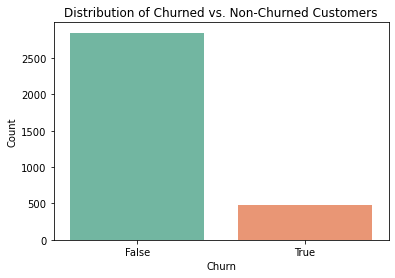 Distribution of Churned vs. Non-Churned Customers
2500
2000
1500
1000
500
0
Count
False
True
Churn